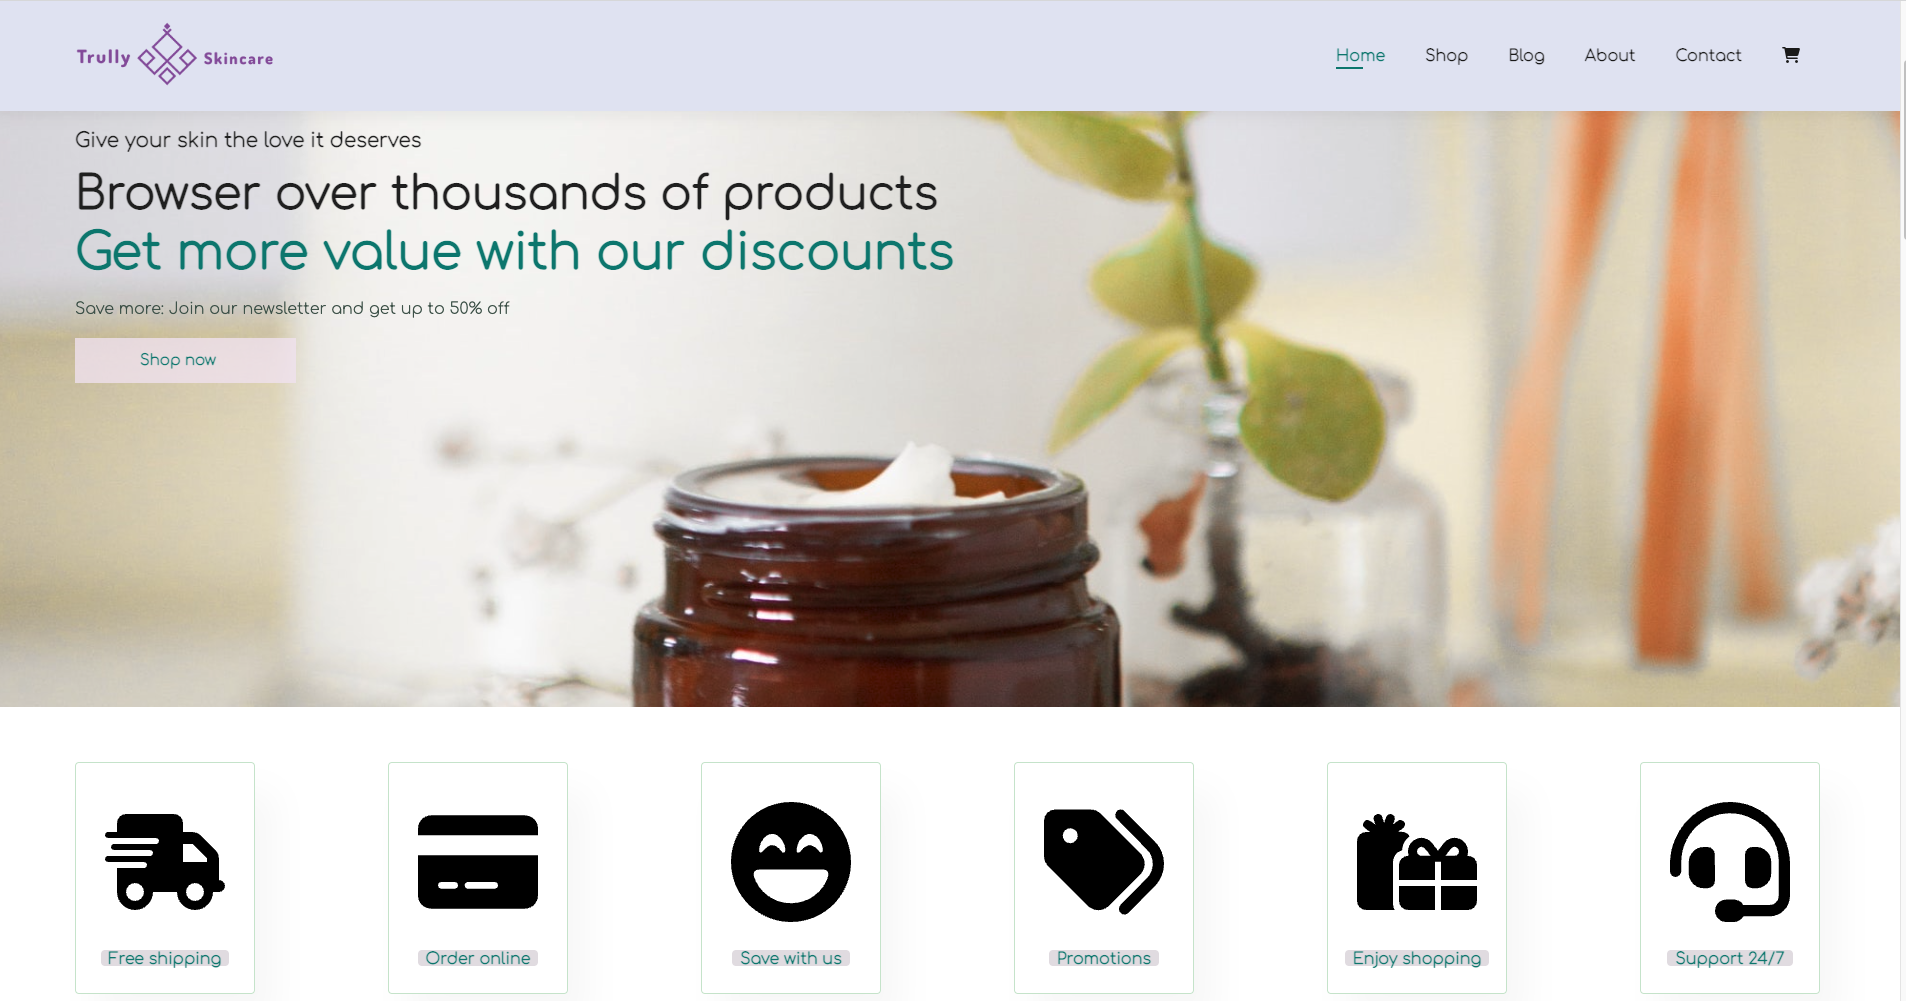 Trully Skincare
Home Shop Blog About Contact
Give your skin the love it deserves
Browser over thousands of products
Get more value with our discounts
Save more: Join our newsletter and get up to 50% off
Shop now
Free shipping
Order online
Save with us
Promotions
Enjoy shopping
Support 24/7